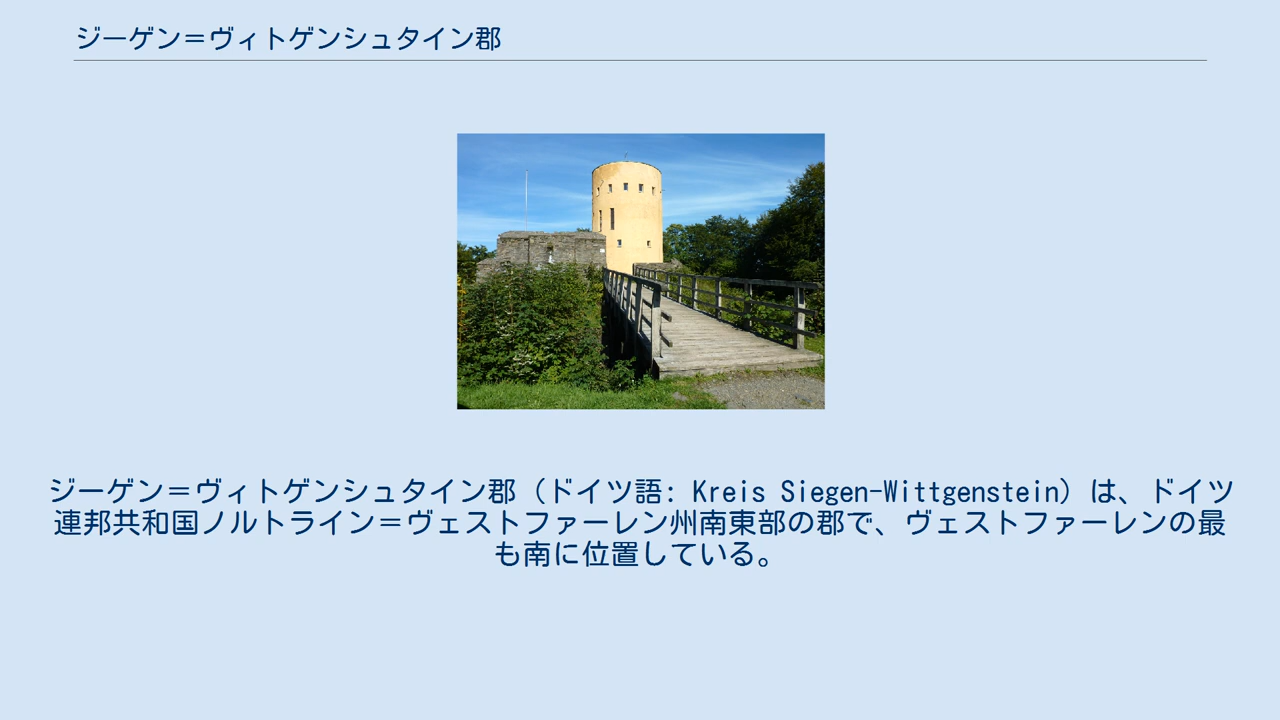 ジーゲン＝ヴィトゲンシュタイン郡
ジーゲン＝ヴィトゲンシュタイン郡（ドイツ語: Kreis Siegen-Wittgenstein）は、ドイツ
連邦共和国ノルトライン＝ヴェストファーレン州南東部の郡で、ヴェストファーレンの最
も南に位置している。